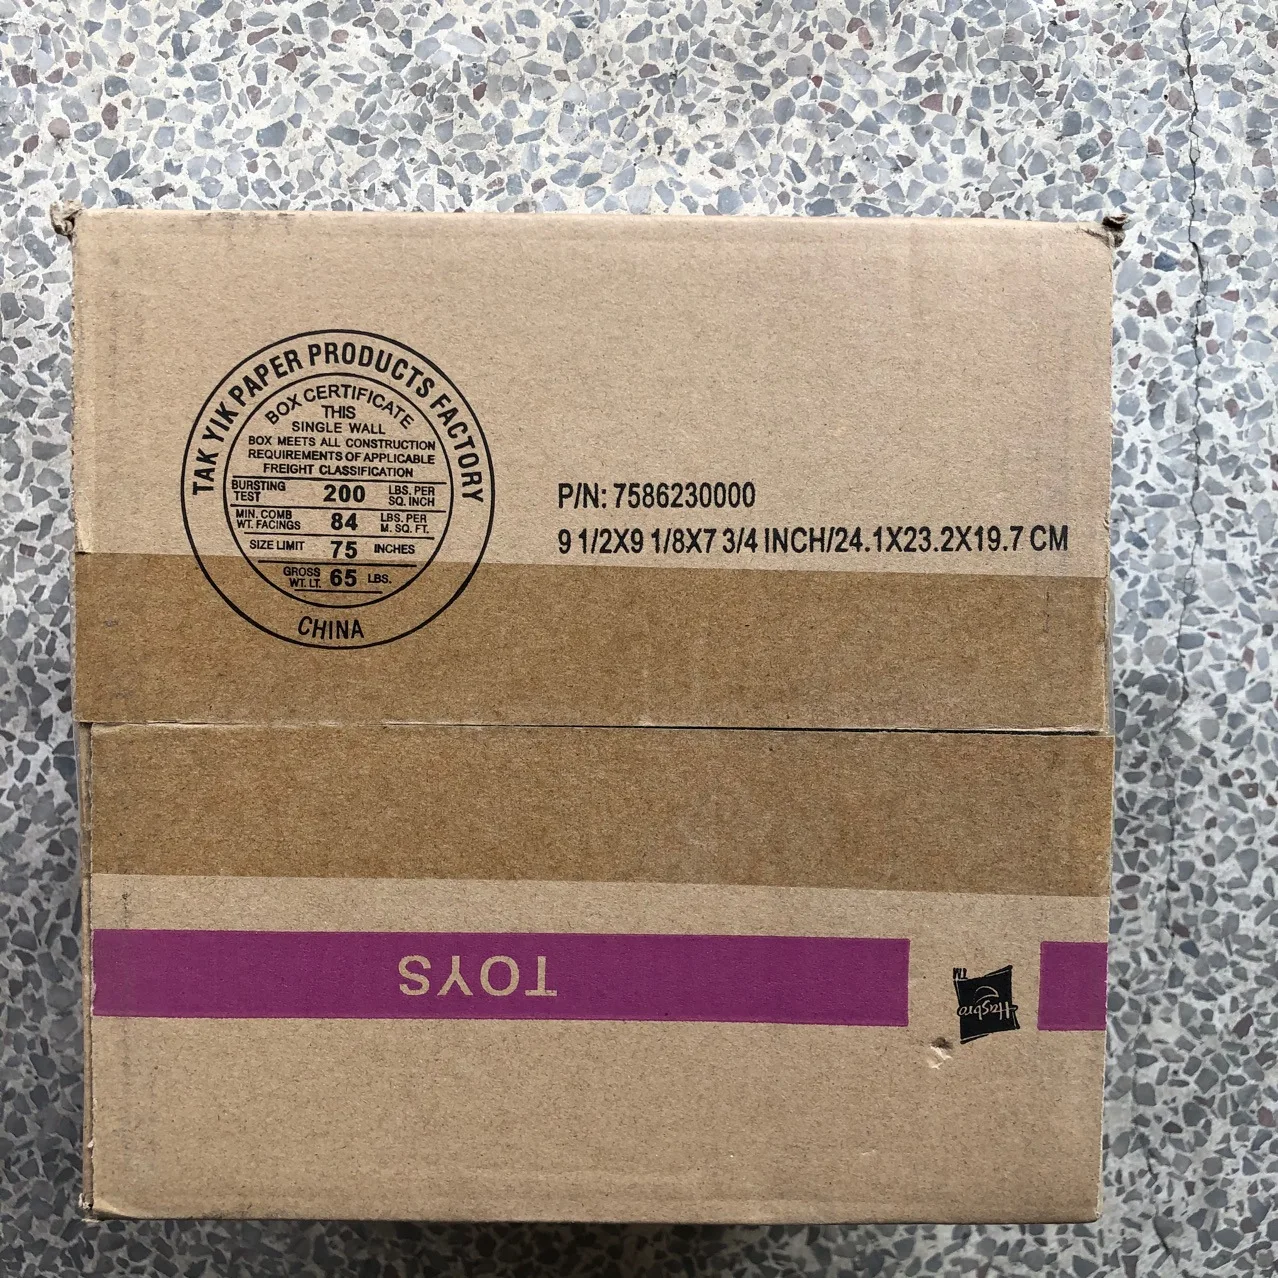 TAK YIK PAPER PRODUCTS FACTORY
BOX CERTIFICATE
THIS
SINGLE WALL
BOX MEETS ALL CONSTRUCTION
REQUIREMENTS OF APPLICABLE
FREIGHT CLASSIFICATION
BURSTING TEST 200 LBS. PER SQ. INCH
MIN. COMB WT. FACINGS 84 LBS. PER M. SQ. FT.
SIZE LIMIT 75 INCHES
GROSS WT. LT. 65 LBS.
CHINA
P/N: 7586230000
9 1/2X9 1/8X7 3/4 INCH/24.1X23.2X19.7 CM
TOYS
Hasbro TM